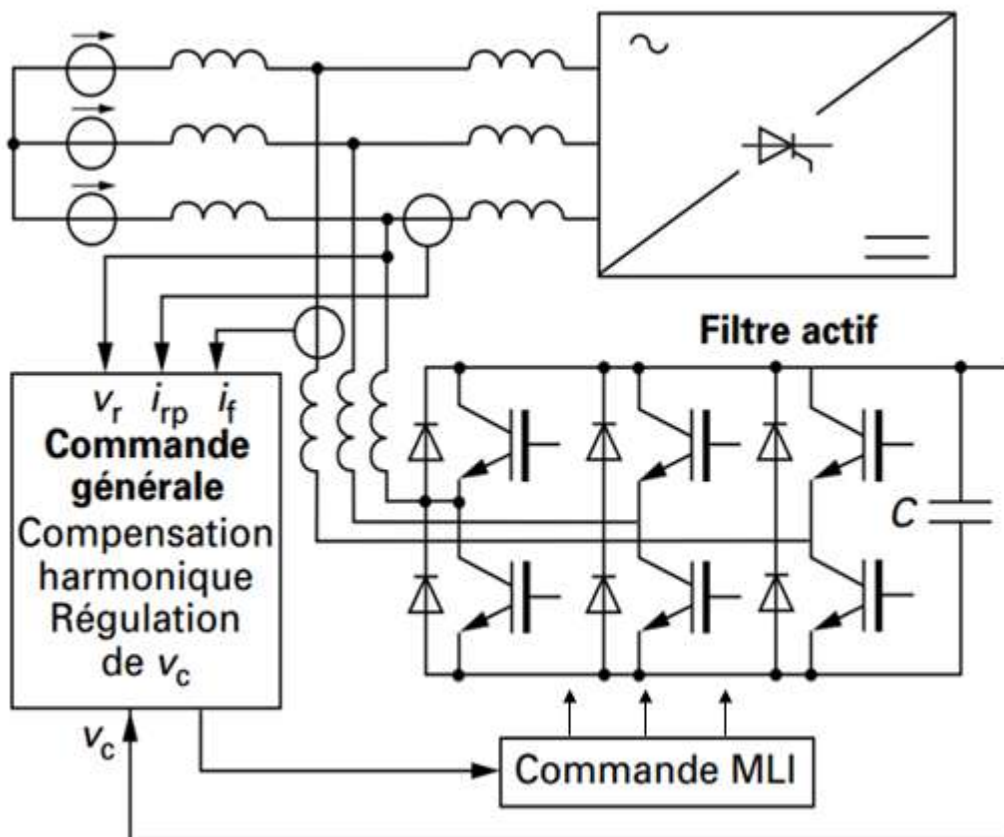 Filtre actif
v_r i_rp i_f
Commande
générale
Compensation
harmonique
Régulation
de v_c
C
v_c
Commande MLI